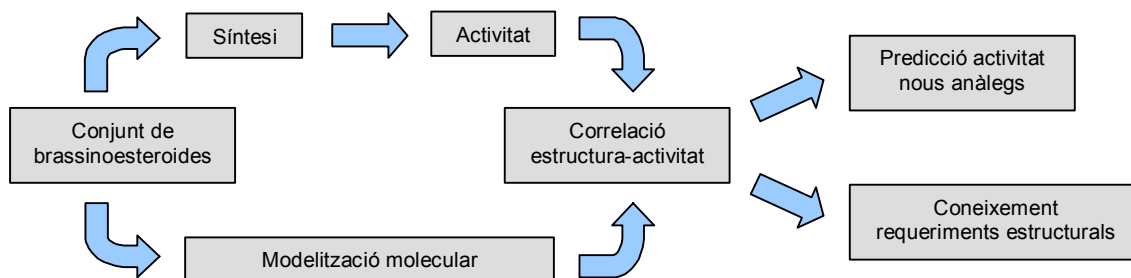 Síntesi
Activitat
Predicció activitat
nous anàlegs
Conjunt de
brassinoesteroides
Correlació
estructura-activitat
Coneixement
requeriments estructurals
Modelització molecular